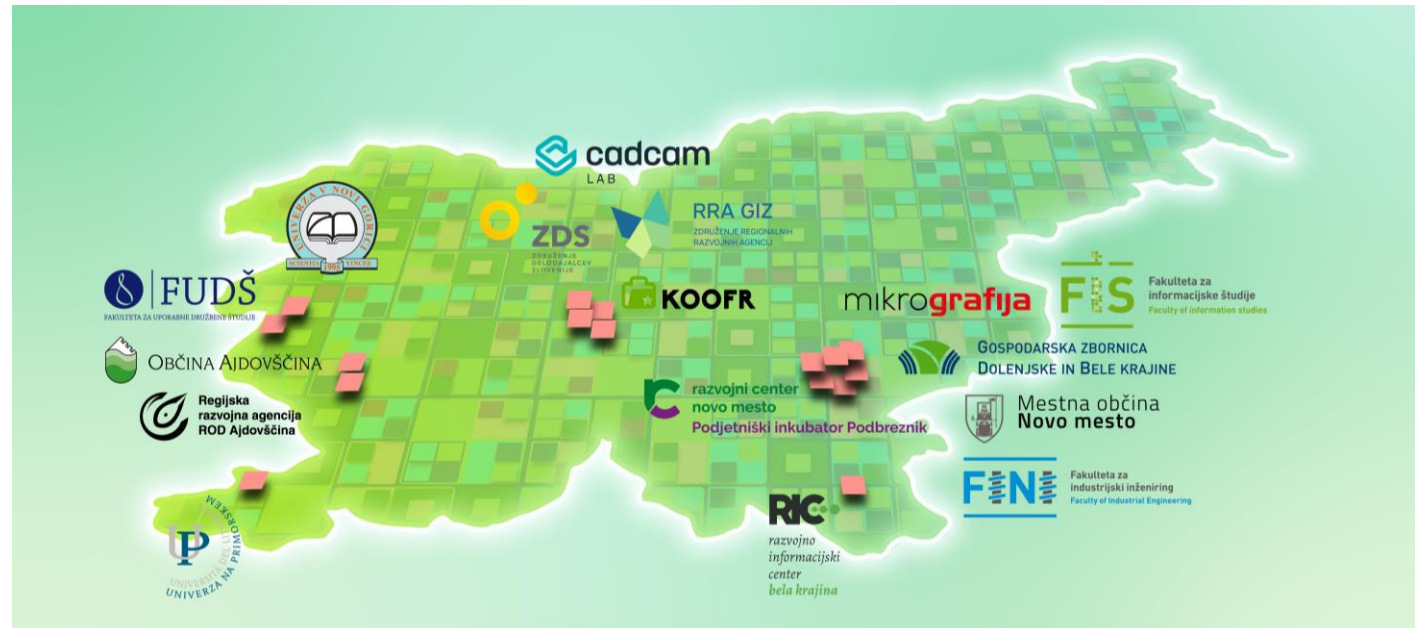 cadcam
LAB
UNIVERZA V NOVI GORICI
SCIENTIA VINCES
1995
ZDS
ZDRUŽENJE
DELODAJALCEV
SLOVENIJE
RRA GIZ
ZDRUŽENJE REGIONALNIH
RAZVOJNIH AGENCIJ
FUDŠ
FAKULTETA ZA UPORABNE DRUŽBENE ŠTUDIJE
KOOFR
mikrografija
FIS
Fakulteta za
informacijske študije
Faculty of information studies
OBČINA AJDOVŠČINA
GOSPODARSKA ZBORNICA
DOLENJSKE IN BELE KRAJINE
Regijska
razvojna agencija
ROD Ajdovščina
razvojni center
novo mesto
Podjetniški inkubator Podbreznik
Mestna občina
Novo mesto
FINI
Fakulteta za
industrijski inženiring
Faculty of Industrial Engineering
RIC
razvojno
informacijski
center
bela krajina
UP
UNIVERSITÀ DEL LITORALE
UNIVERZA NA PRIMORSKEM